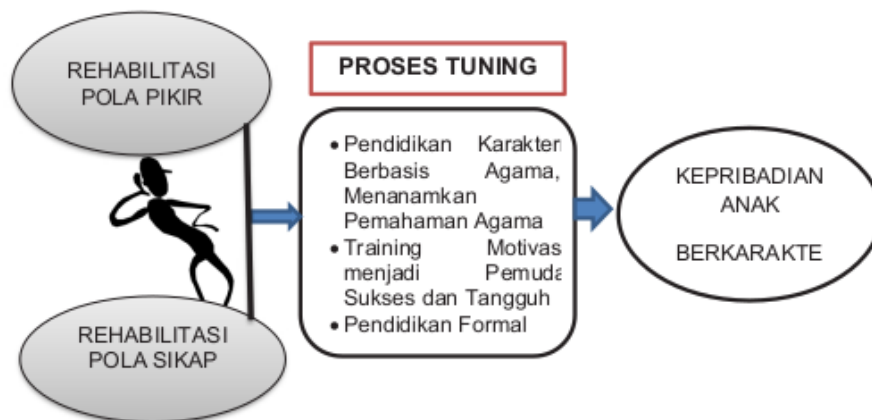 REHABILITASI
POLA PIKIR
REHABILITASI
POLA SIKAP
PROSES TUNING
• Pendidikan Karakter
Berbasis Agama,
Menanamkan
Pemahaman Agama
• Training Motivas
menjadi Pemuda
Sukses dan Tangguh
• Pendidikan Formal
KEPRIBADIAN
ANAK
BERKARAKTE